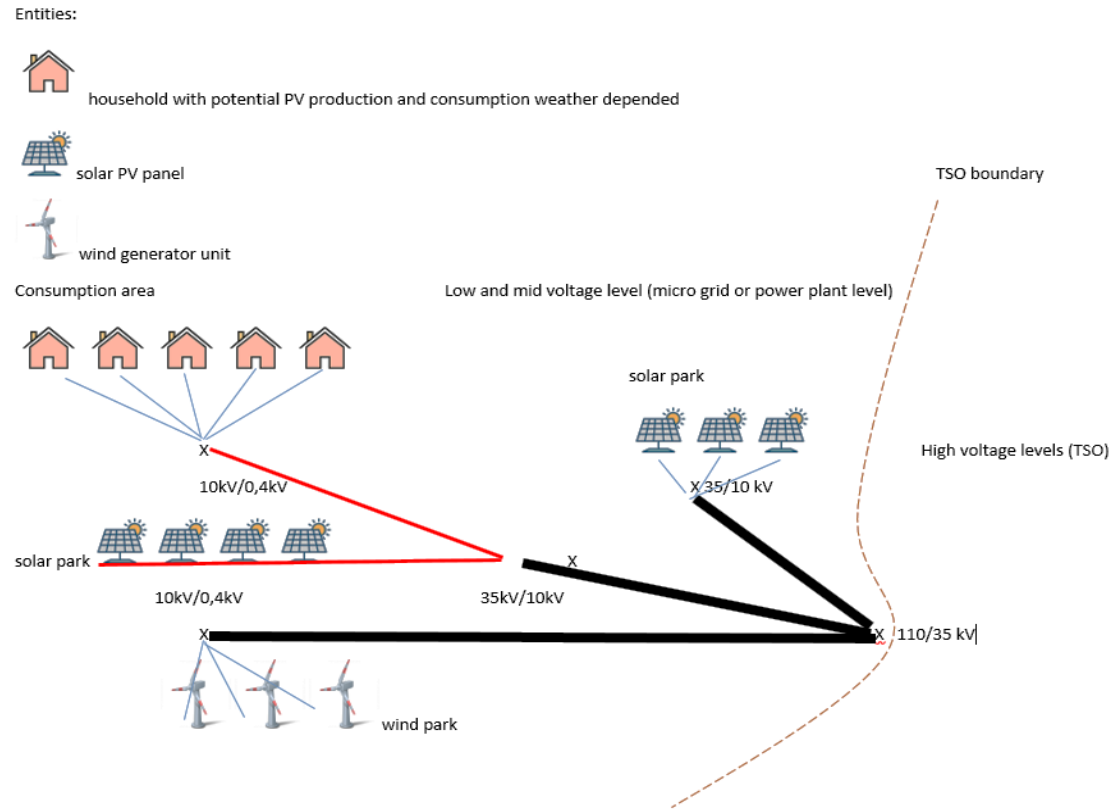 Entities:
household with potential PV production and consumption weather depended
solar PV panel
TSO boundary
wind generator unit
Consumption area
Low and mid voltage level (micro grid or power plant level)
solar park
X
High voltage levels (TSO)
10kV/0,4kV
X 35/10 kV
solar park
X
10kV/0,4kV
35kV/10kV
X
X 110/35 kV
wind park